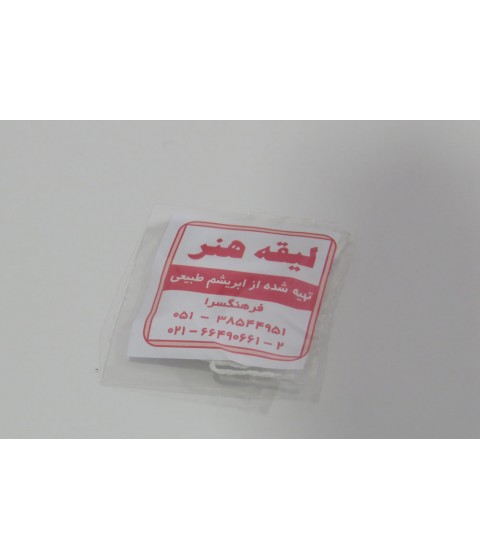 لیقه هنر
تهیه شده از ابریشم طبیعی
فرهنگسرا
۰۵۱ – ۳۸۵۴۴۹۵۱
۰۲۱–۶۶۴۹۰۶۶۱–۲